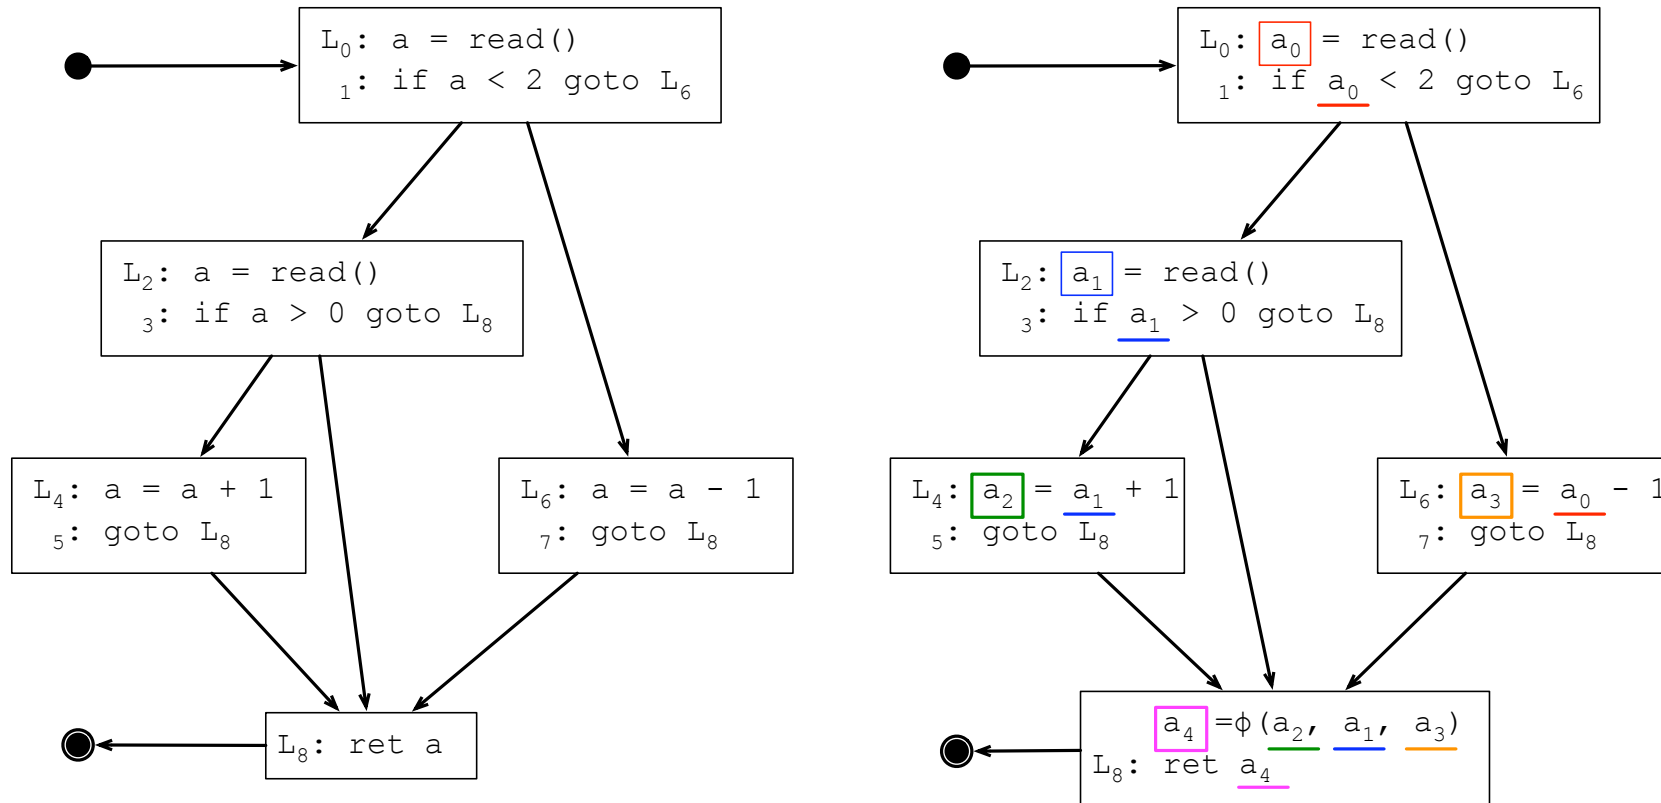 L0: a = read()
1: if a < 2 goto L6
L2: a = read()
3: if a > 0 goto L8
L4: a = a + 1
5: goto L8
L6: a = a - 1
7: goto L8
L8: ret a
L0: a0 = read()
1: if a0 < 2 goto L6
L2: a1 = read()
3: if a1 > 0 goto L8
L4: a2 = a1 + 1
5: goto L8
L6: a3 = a0 - 1
7: goto L8
a4 =ϕ(a2, a1, a3)
L8: ret a4